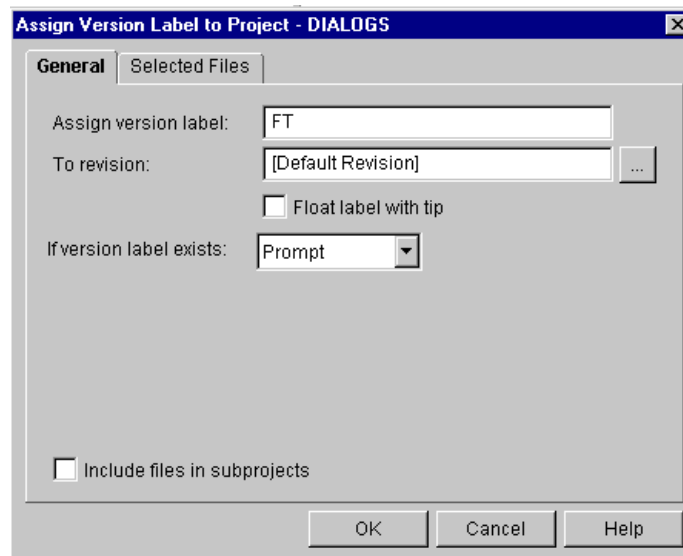 Assign Version Label to Project - DIALOGS
General Selected Files
Assign version label: FT
To revision: [Default Revision] ...
Float label with tip
If version label exists: Prompt
Include files in subprojects
OK Cancel Help